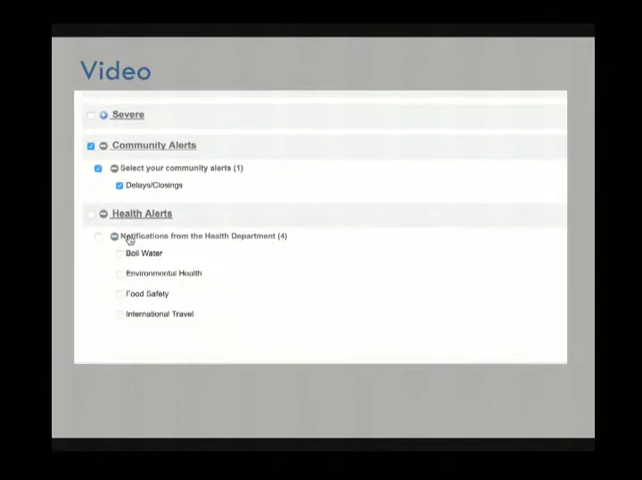 Video
Severe
Community Alerts
Select your community alerts (1)
Delays/Closings
Health Alerts
Notifications from the Health Department (4)
Boil Water
Environmental Health
Food Safety
International Travel